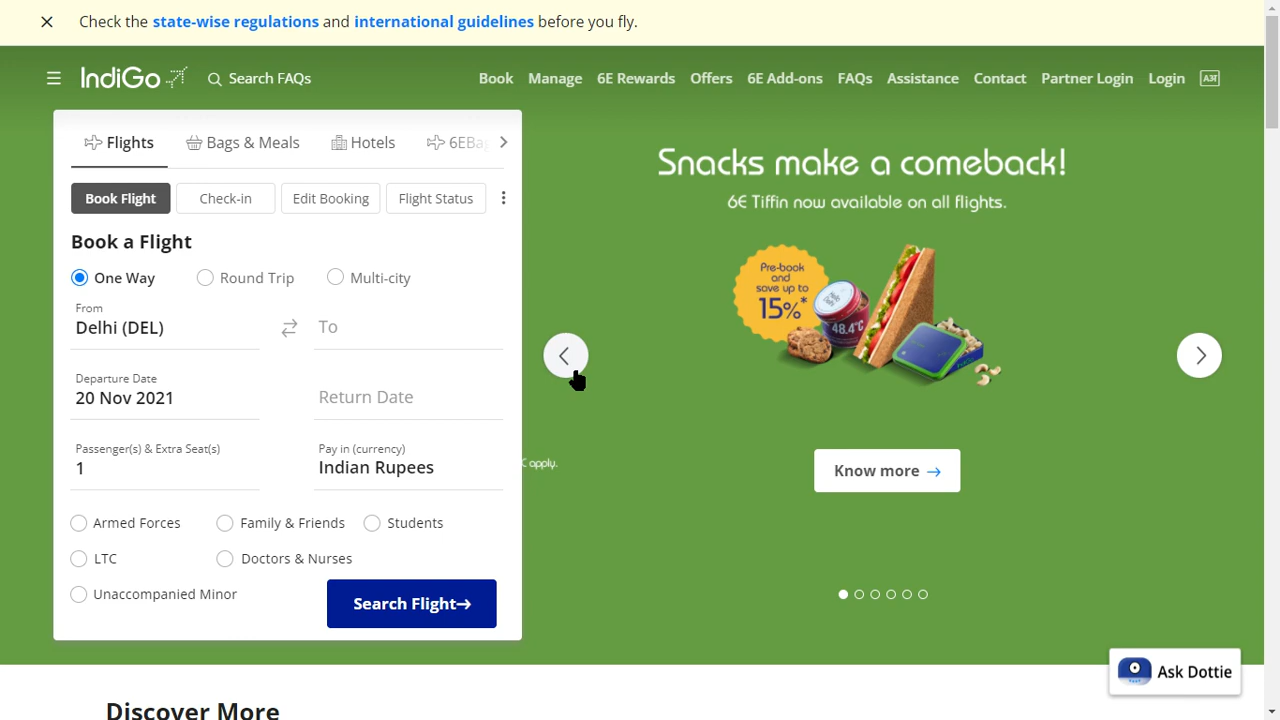 Check the state-wise regulations and international guidelines before you fly.
IndiGo
Search FAQs
Book Manage 6E Rewards Offers 6E Add-ons FAQs Assistance Contact Partner Login Login
Flights Bags & Meals Hotels
Book Flight Check-in Edit Booking Flight Status
Book a Flight
One Way Round Trip Multi-city
From
Delhi (DEL) To
Departure Date
20 Nov 2021 Return Date
Passenger(s) & Extra Seat(s) Pay in (currency)
1 Indian Rupees
Armed Forces Family & Friends Students
LTC Doctors & Nurses
Unaccompanied Minor
Search Flight
Snacks make a comeback!
6E Tiffin now available on all flights.
Pre-book
and
save up to
15%*
48.4°C
C apply.
Know more
Ask Dottie
Discover More